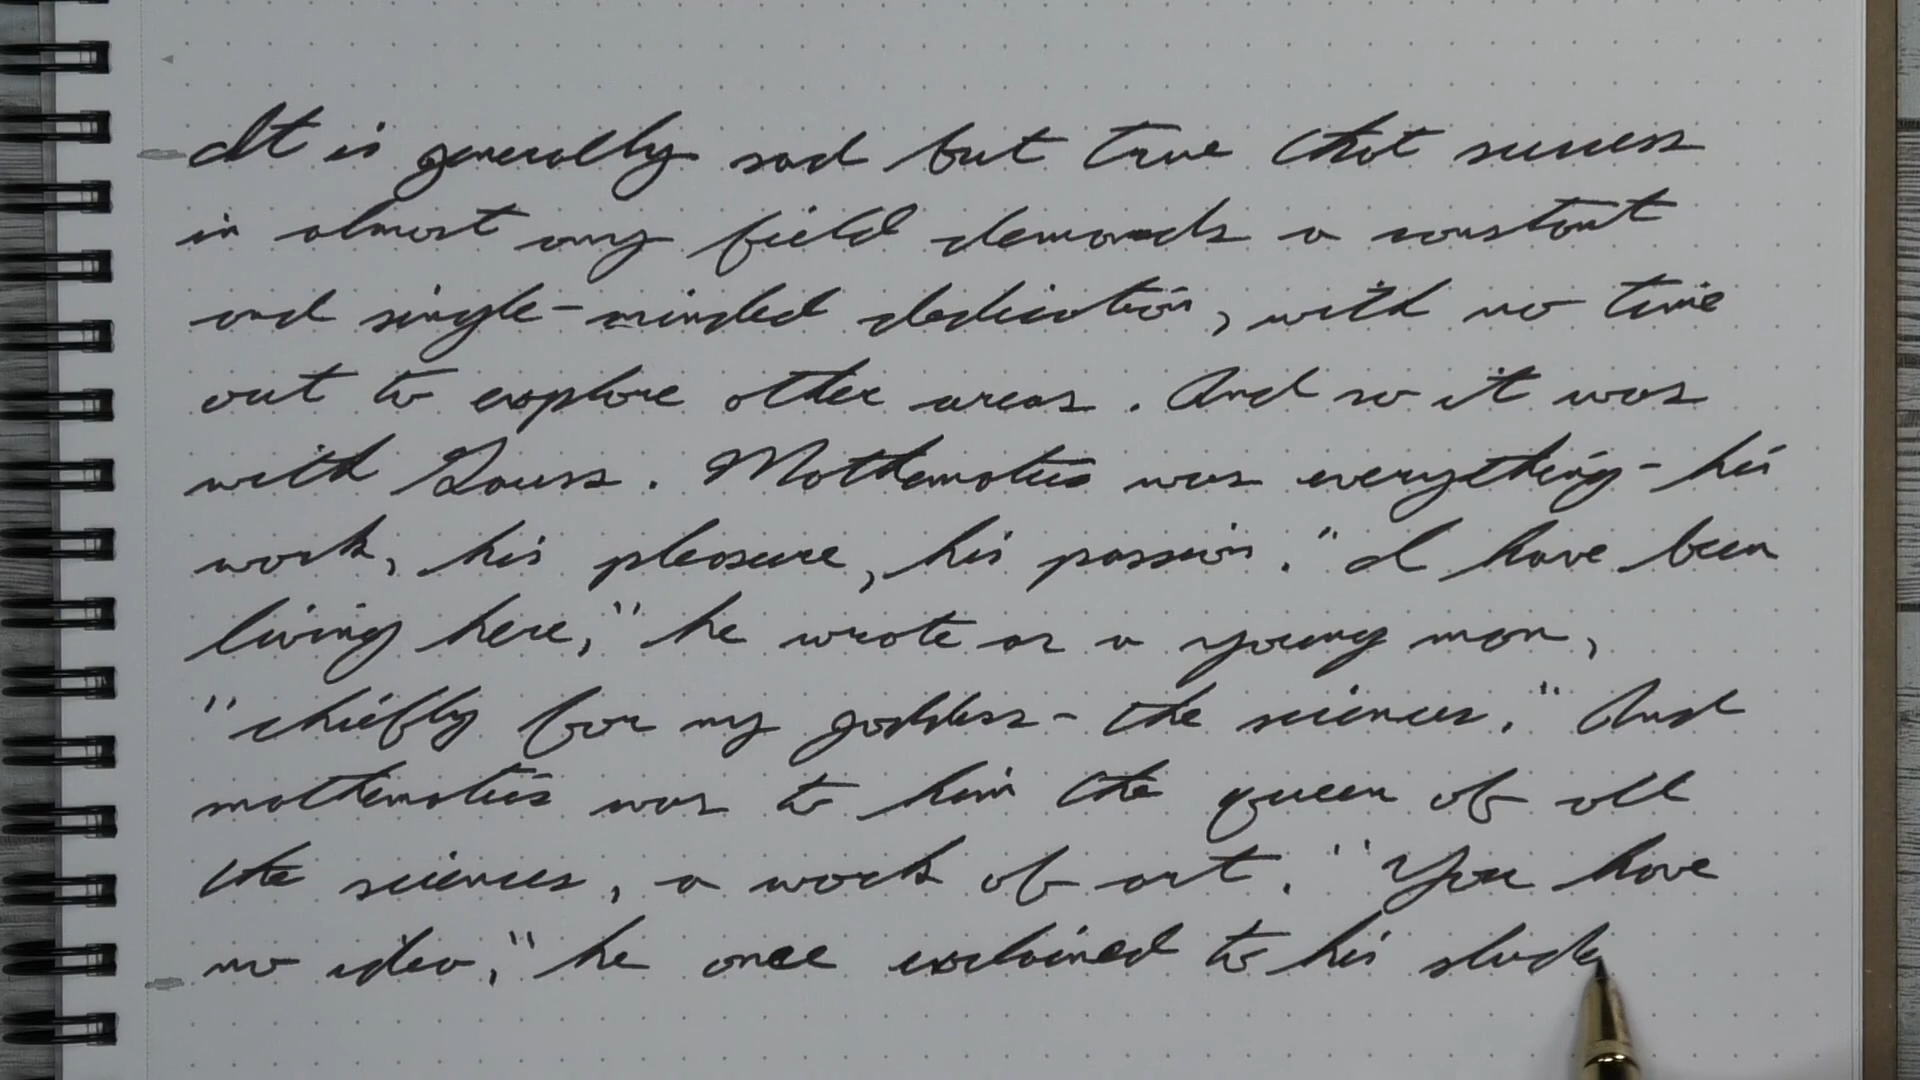 It is generally sad but true that success
in almost any field demands a constant
and single-minded dedication, with no time
out to explore other areas. And so it was
with Gauss. Mathematics was everything - his
work, his pleasure, his passion. "I have been
living here," he wrote as a young man,
"chiefly for my goddess - the sciences." And
mathematics was to him the queen of all
the sciences, a work of art. "You have
no idea," he once exclaimed to his stude